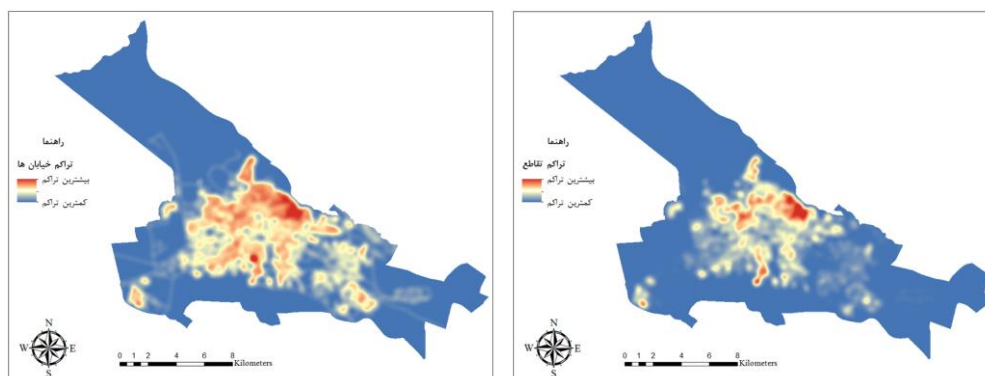 راهنما
تراکم خیابان ها
بیشترین تراکم
کمترین تراکم
N
W E
S
0 1 2 4 6 8
Kilometers
راهنما
تراکم تقاطع
بیشترین تراکم
کمترین تراکم
N
W E
S
0 1 2 4 6 8
Kilometers